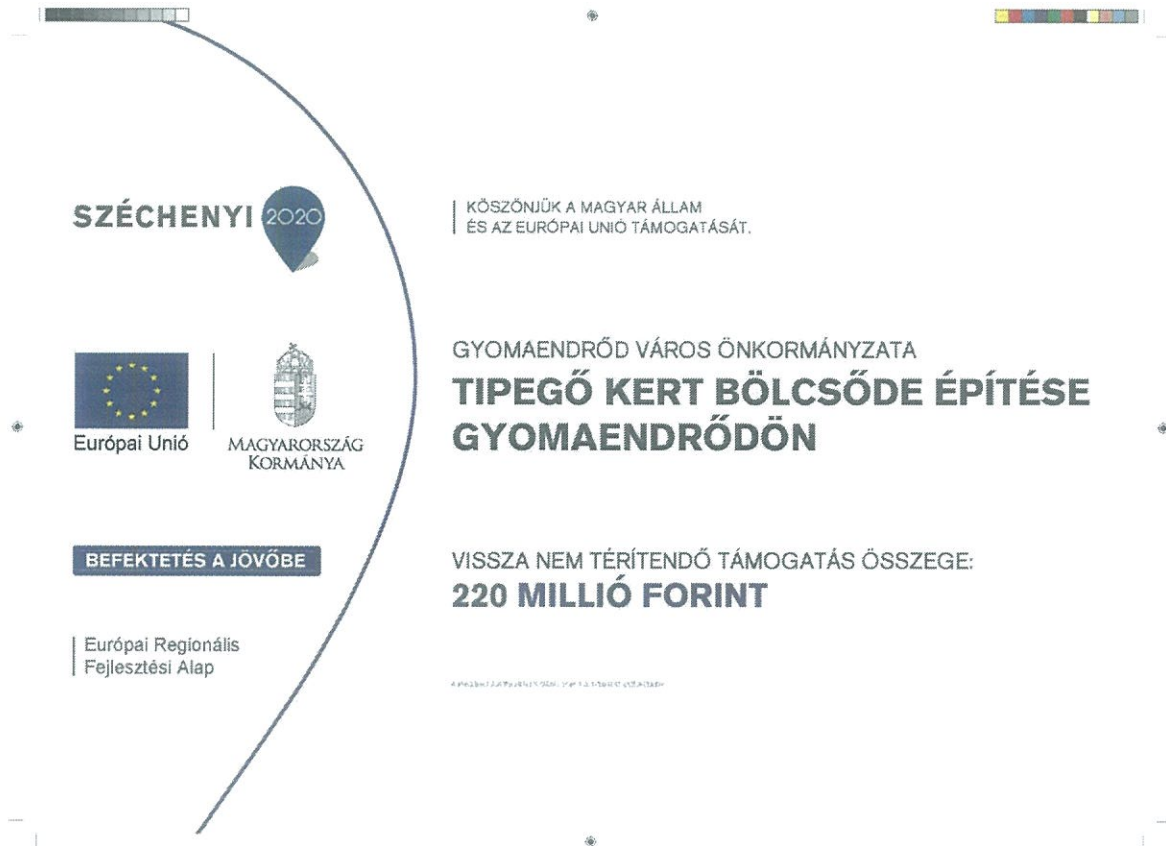 SZÉCHENYI 2020
KÖSZÖNJÜK A MAGYAR ÁLLAM
ÉS AZ EURÓPAI UNIÓ TÁMOGATÁSÁT.
Európai Unió
MAGYARORSZÁG
KORMÁNYA
GYOMAENDRŐD VÁROS ÖNKORMÁNYZATA
TIPEGŐ KERT BÖLCSŐDE ÉPÍTÉSE
GYOMAENDRŐDÖN
BEFEKTETÉS A JÖVŐBE
VISSZA NEM TÉRÍTENDŐ TÁMOGATÁS ÖSSZEGE:
220 MILLIÓ FORINT
Európai Regionális
Fejlesztési Alap